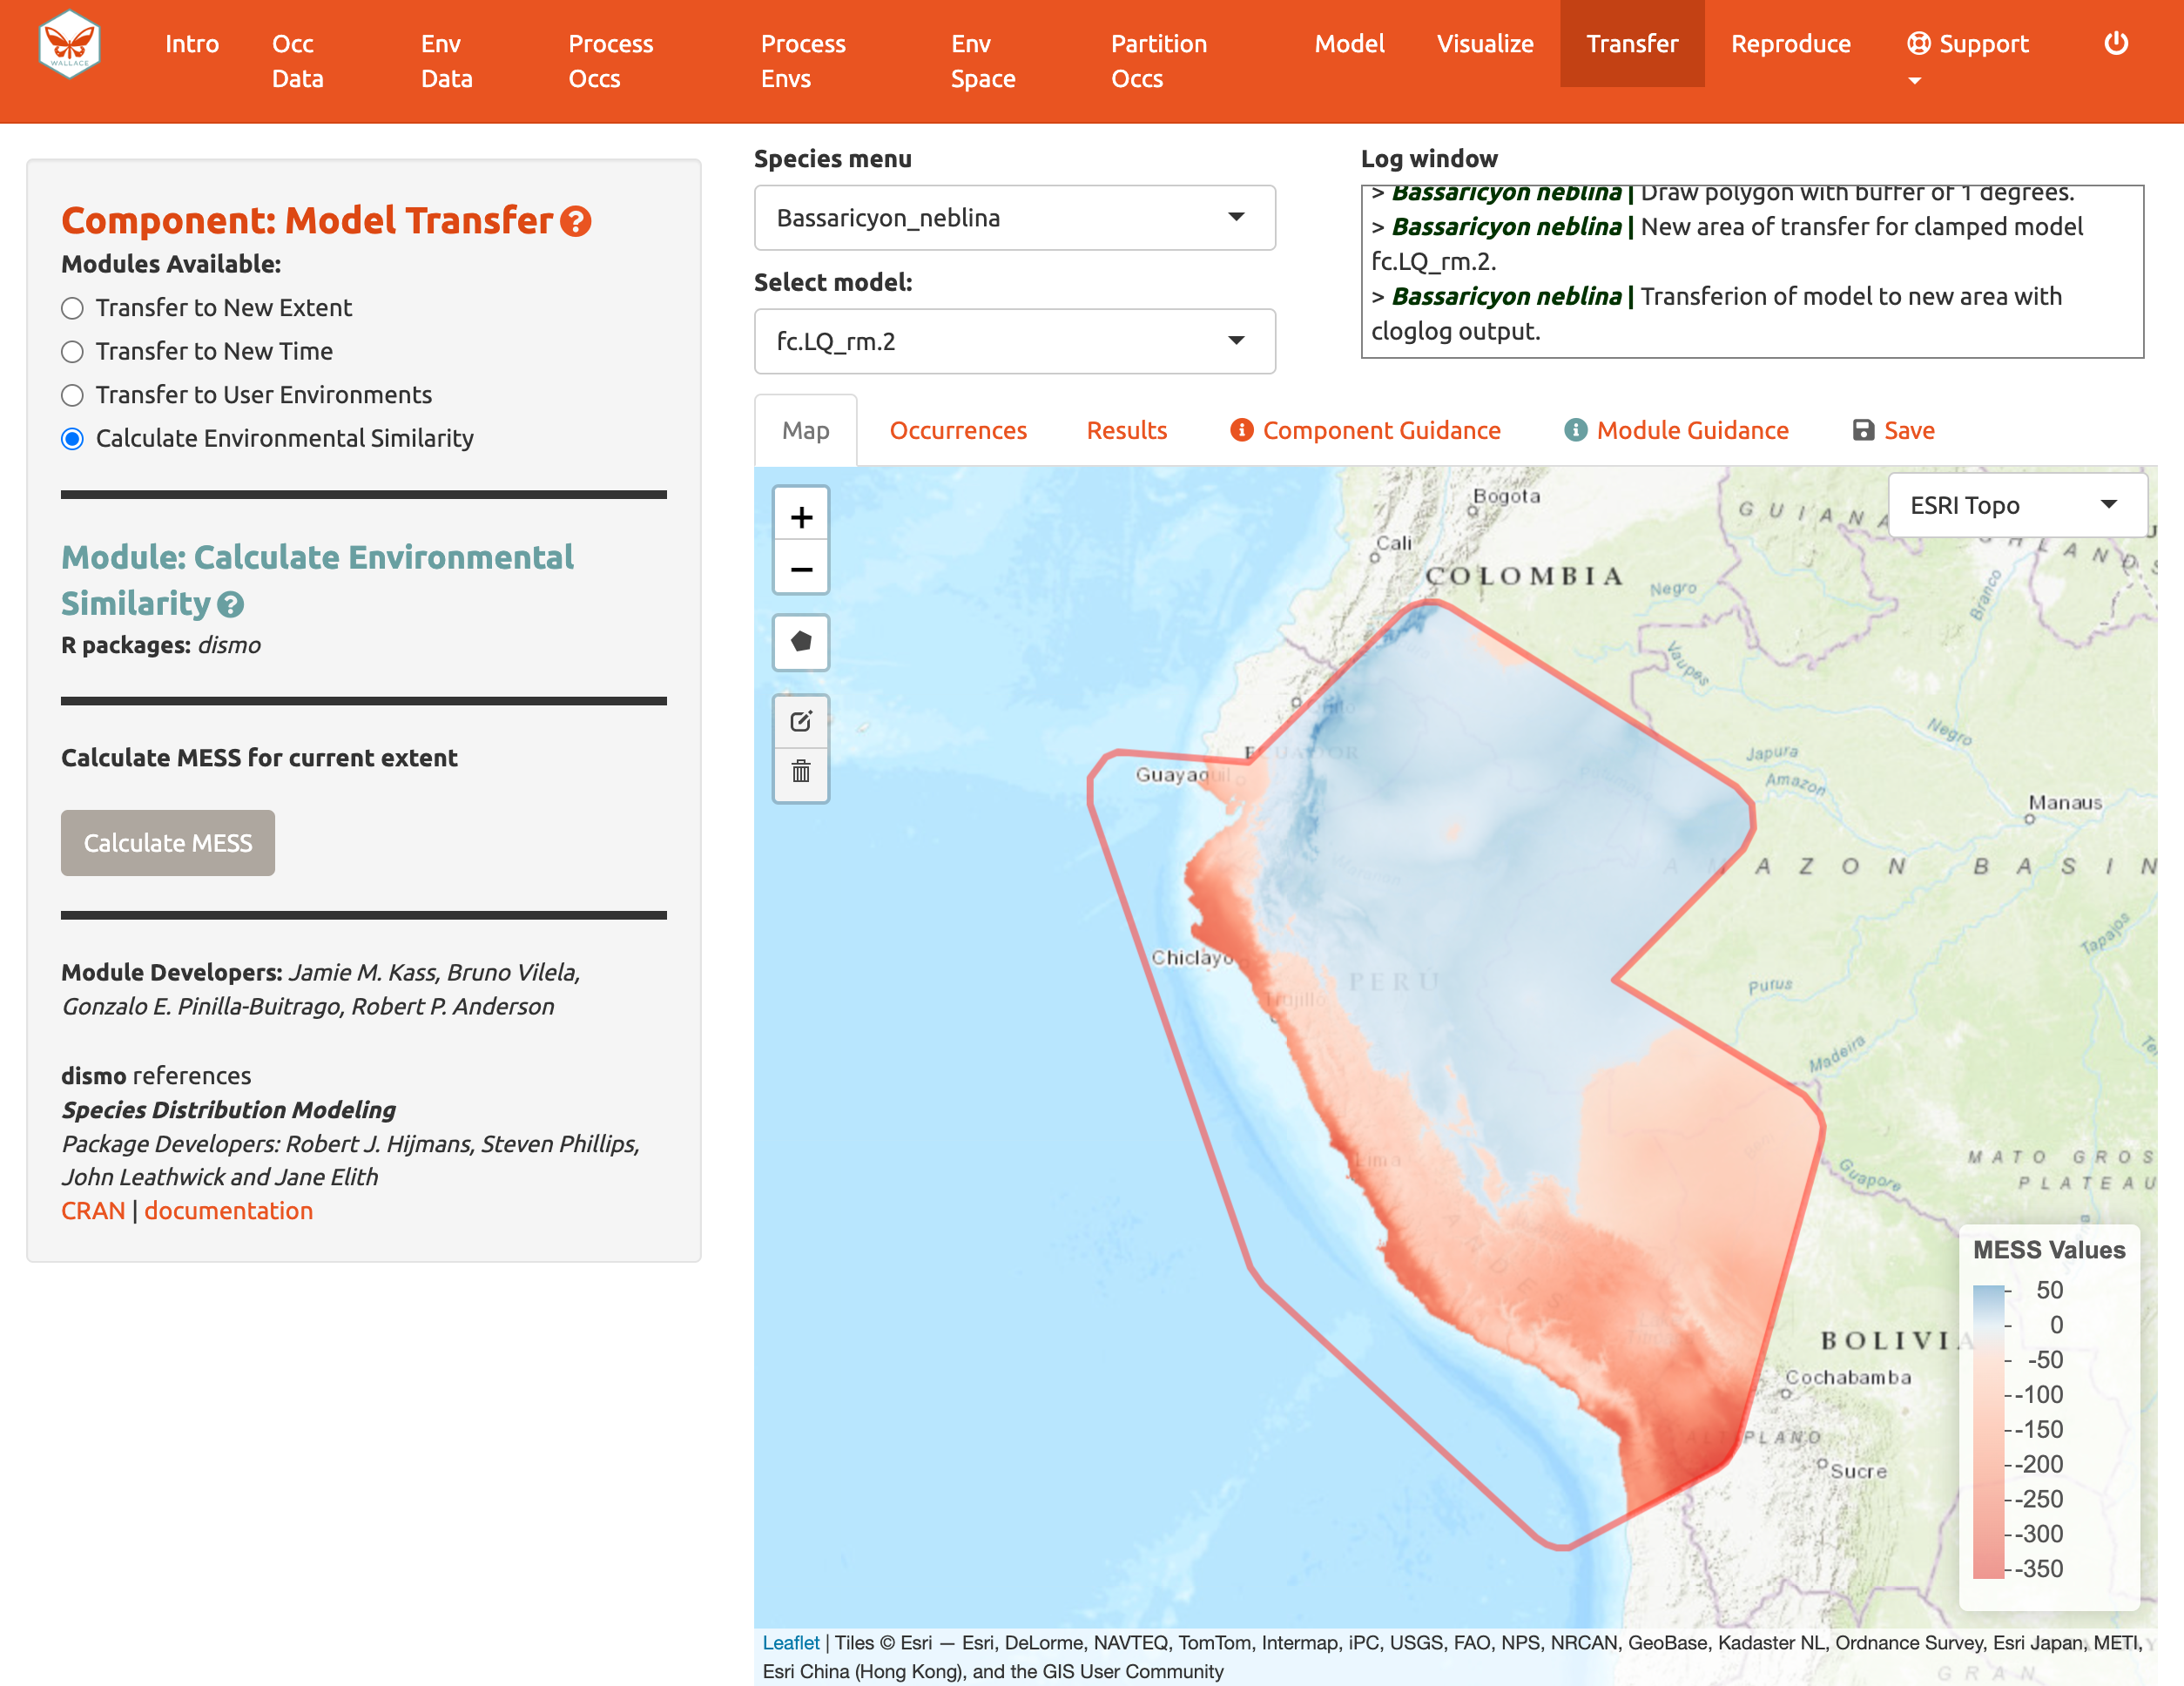 WALLACE
Intro
Occ Data
Env Data
Process Occs
Process Envs
Env Space
Partition Occs
Model
Visualize
Transfer
Reproduce
Support
Component: Model Transfer
Modules Available:
Transfer to New Extent
Transfer to New Time
Transfer to User Environments
Calculate Environmental Similarity
Module: Calculate Environmental
Similarity
R packages: dismo
Calculate MESS for current extent
Calculate MESS
Module Developers: Jamie M. Kass, Bruno Vilela,
Gonzalo E. Pinilla-Buitrago, Robert P. Anderson
dismo references
Species Distribution Modeling
Package Developers: Robert J. Hijmans, Steven Phillips,
John Leathwick and Jane Elith
CRAN | documentation
Species menu
Bassaricyon_neblina
Select model:
fc.LQ_rm.2
Log window
> Bassaricyon neblina | Draw polygon with buffer of 1 degrees.
> Bassaricyon neblina | New area of transfer for clamped model
fc.LQ_rm.2.
> Bassaricyon neblina | Transferion of model to new area with
cloglog output.
Map
Occurrences
Results
Component Guidance
Module Guidance
Save
+
−
ESRI Topo
Bogota
Cali
COLOMBIA
GUIANA
Negro
Branco
Vaupes
Negro
Quito
ECUADOR
Japura
Amazon
Guayaquil
Manaus
AMAZON BASIN
Tapajos
Chiclayo
PERU
Purus
Trujillo
Madeira
Lima
Guapore
MATO GROS
PLATEAU
ANDES
BOLIVIA
Cochabamba
ALTIPLANO
Sucre
GRAN
MESS Values
50
0
-50
-100
-150
-200
-250
-300
-350
Leaflet | Tiles © Esri — Esri, DeLorme, NAVTEQ, TomTom, Intermap, iPC, USGS, FAO, NPS, NRCAN, GeoBase, Kadaster NL, Ordnance Survey, Esri Japan, METI,
Esri China (Hong Kong), and the GIS User Community